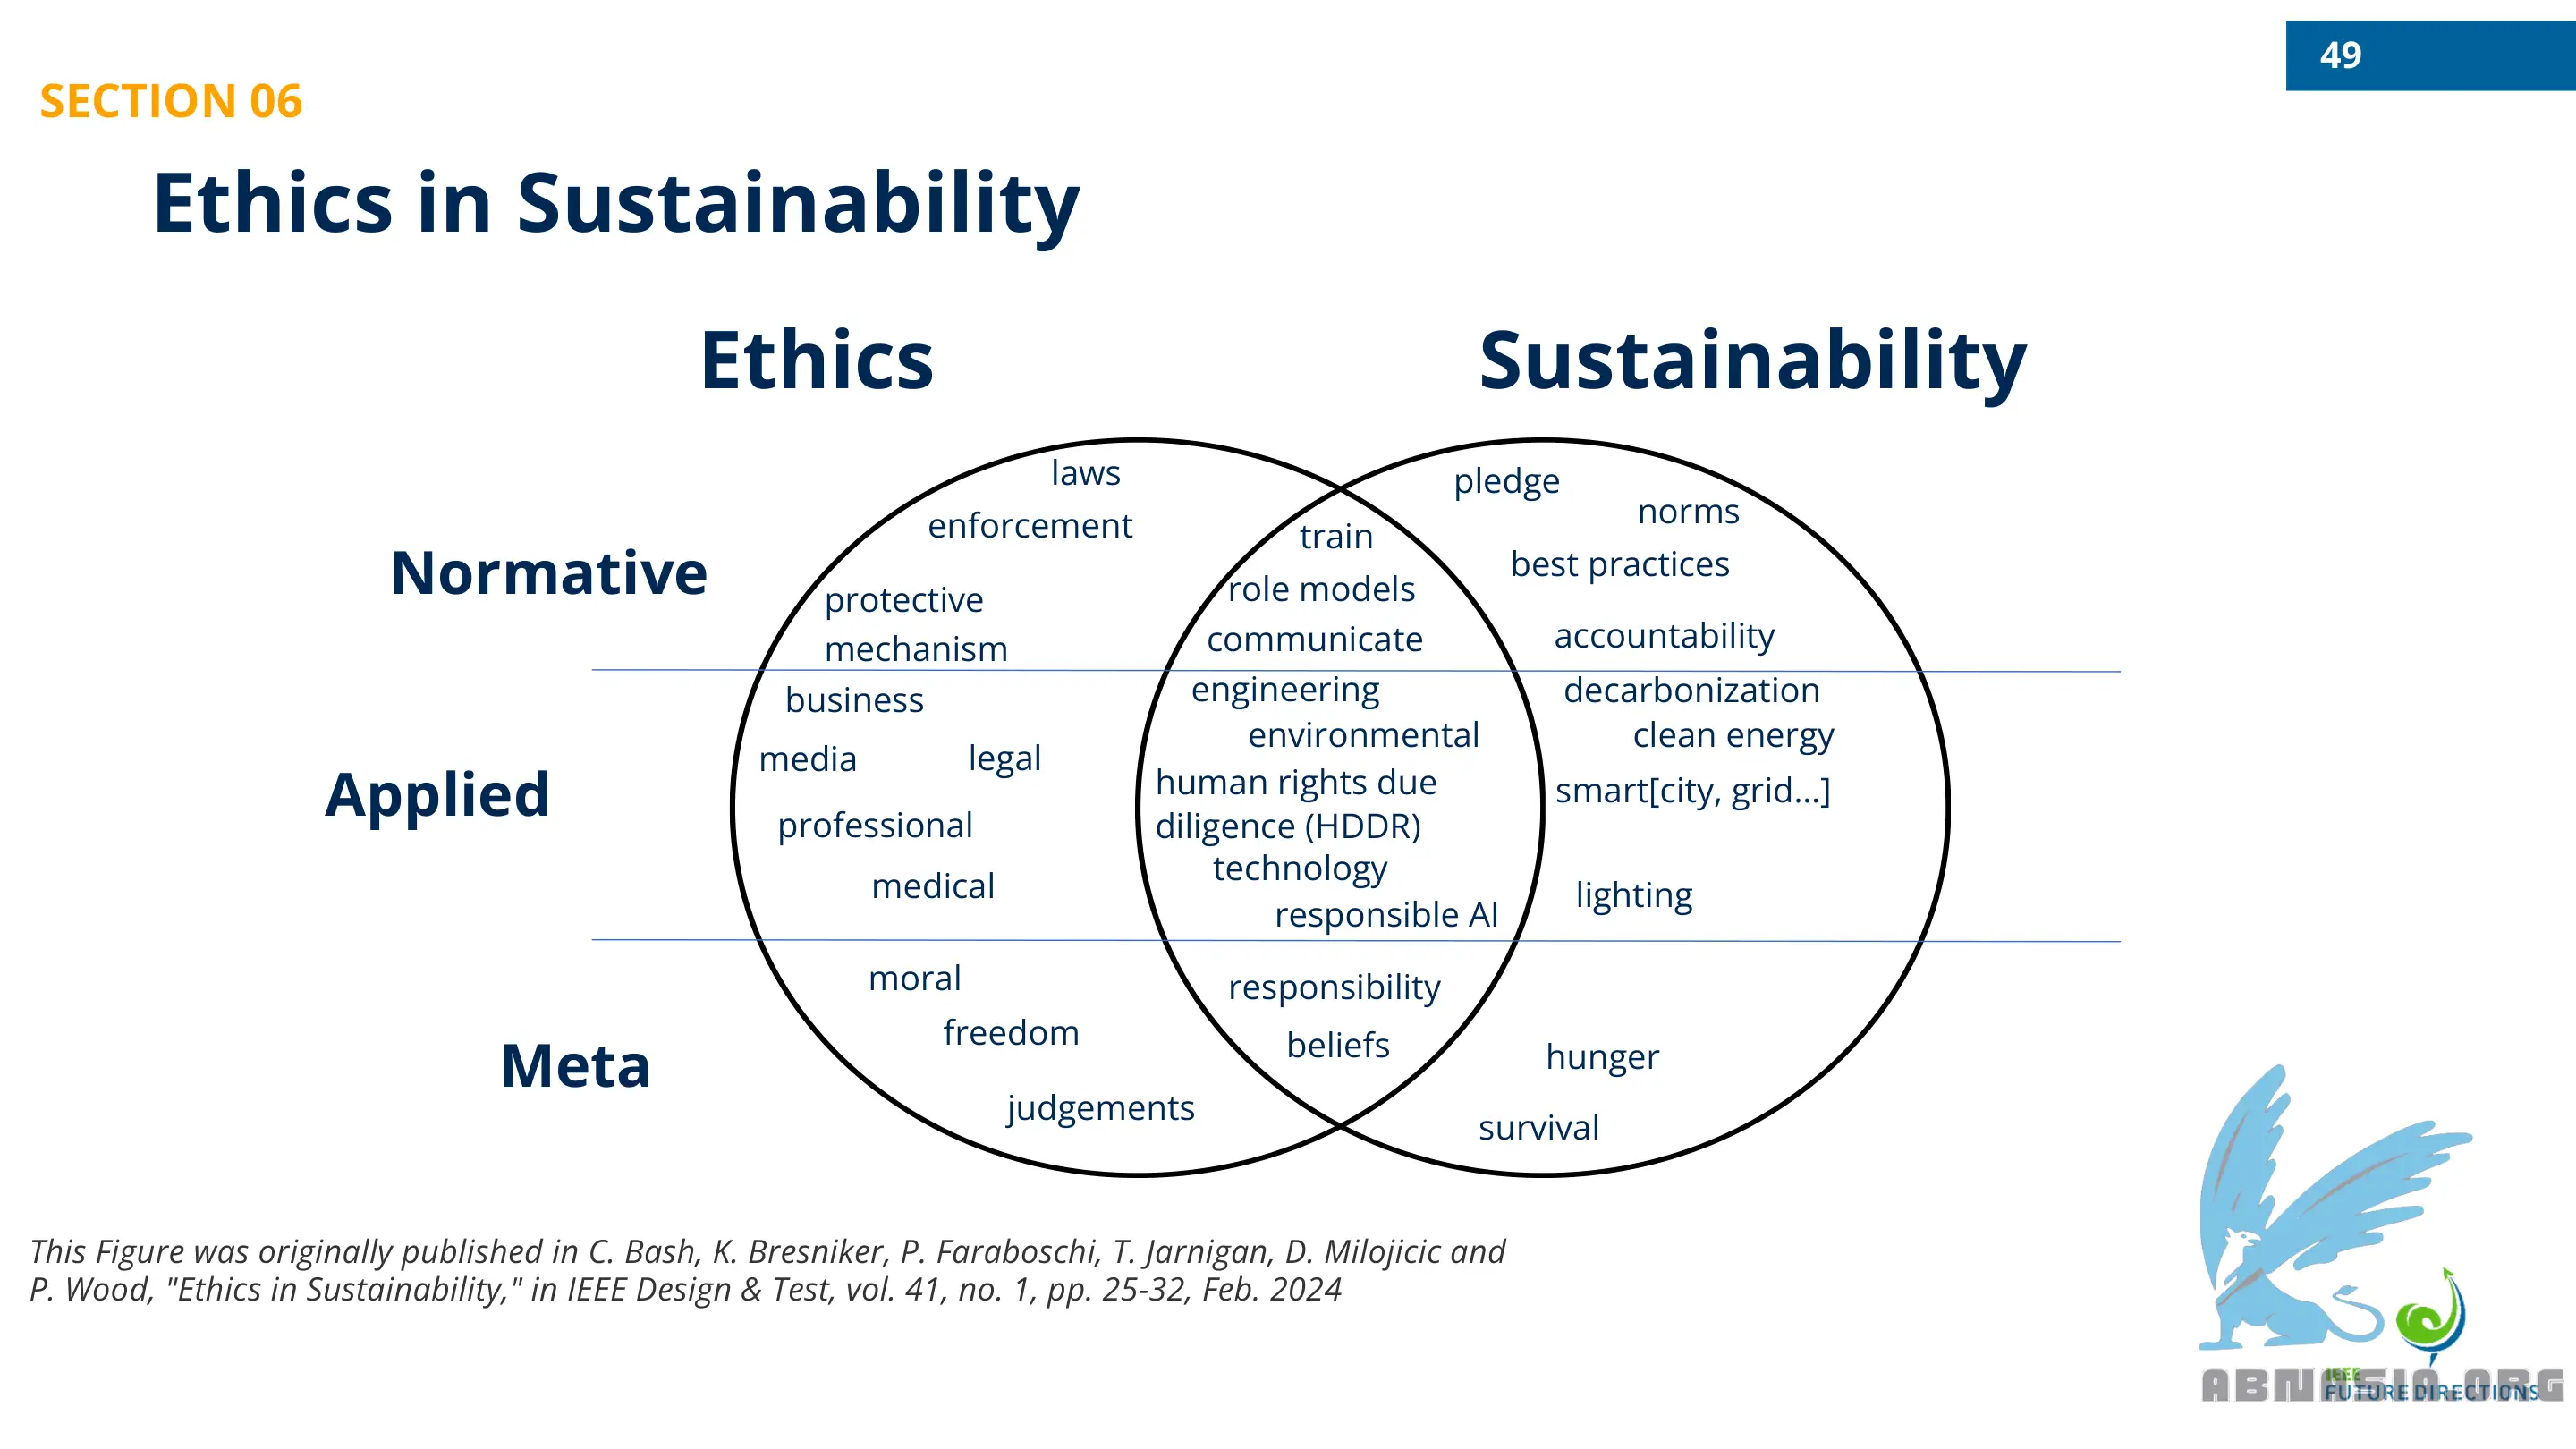 49
SECTION 06
Ethics in Sustainability
Ethics
Sustainability
Normative
laws
enforcement
protective
mechanism
train
role models
communicate
pledge
norms
best practices
accountability
Applied
business
media
legal
professional
medical
engineering
environmental
human rights due
diligence (HDDR)
technology
responsible AI
decarbonization
clean energy
smart[city, grid...]
lighting
Meta
moral
freedom
judgements
responsibility
beliefs
hunger
survival
This Figure was originally published in C. Bash, K. Bresniker, P. Faraboschi, T. Jarnigan, D. Milojicic and
P. Wood, "Ethics in Sustainability," in IEEE Design & Test, vol. 41, no. 1, pp. 25-32, Feb. 2024
IEEE
FUTURE DIRECTIONS
ABNASIA.ORG